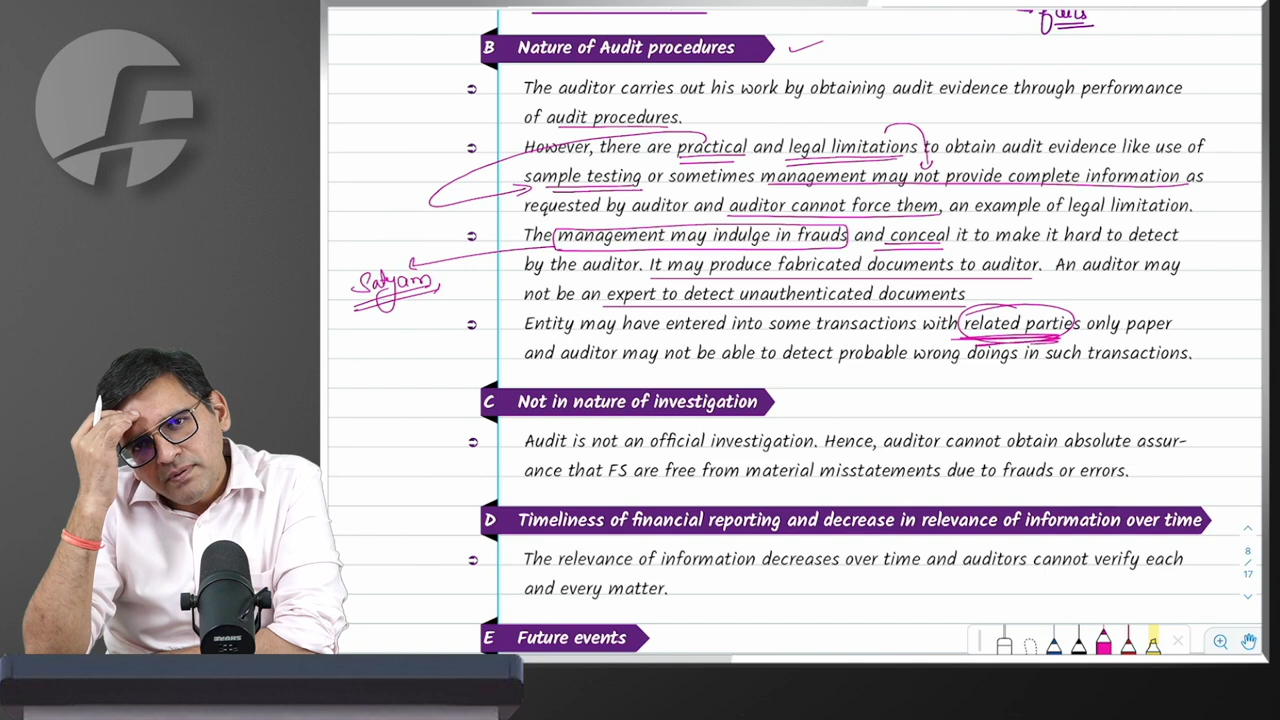 B Nature of Audit procedures
The auditor carries out his work by obtaining audit evidence through performance
of audit procedures.
However, there are practical and legal limitations to obtain audit evidence like use of
sample testing or sometimes management may not provide complete information as
requested by auditor and auditor cannot force them, an example of legal limitation.
The management may indulge in frauds and conceal it to make it hard to detect
by the auditor. It may produce fabricated documents to auditor. An auditor may
Satyam
not be an expert to detect unauthenticated documents
Entity may have entered into some transactions with related parties only paper
and auditor may not be able to detect probable wrong doings in such transactions.
C Not in nature of investigation
Audit is not an official investigation. Hence, auditor cannot obtain absolute assur-
ance that FS are free from material misstatements due to frauds or errors.
D Timeliness of financial reporting and decrease in relevance of information over time
The relevance of information decreases over time and auditors cannot verify each
and every matter.
E Future events
8
/
17
SHURE